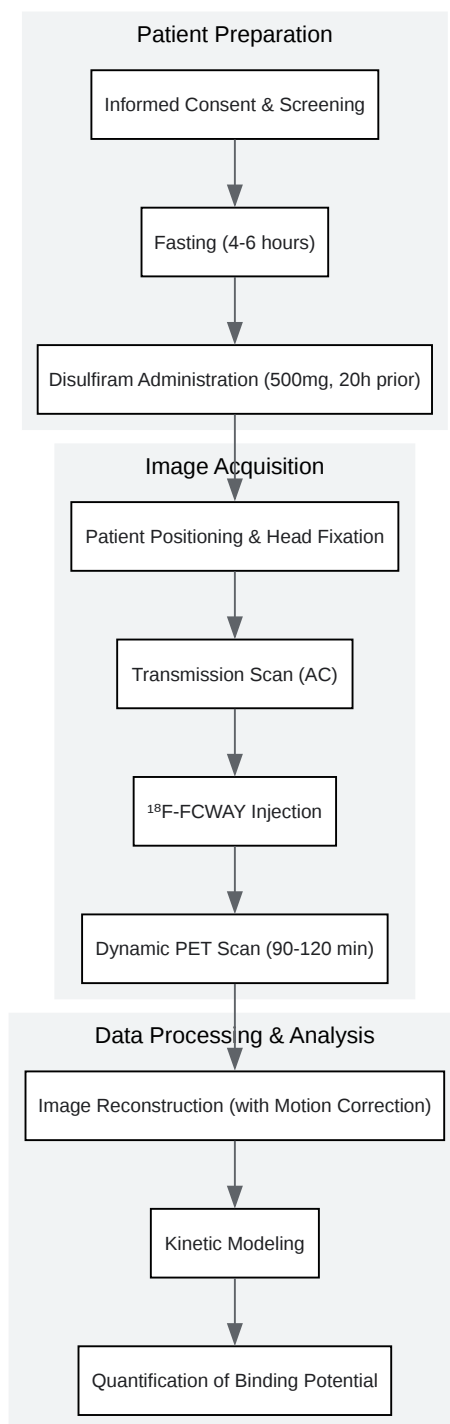 Patient Preparation
Informed Consent & Screening
Fasting (4-6 hours)
Disulfiram Administration (500mg, 20h prior)
Image Acquisition
Patient Positioning & Head Fixation
Transmission Scan (AC)
¹⁸F-FCWAY Injection
Dynamic PET Scan (90-120 min)
Data Processing & Analysis
Image Reconstruction (with Motion Correction)
Kinetic Modeling
Quantification of Binding Potential